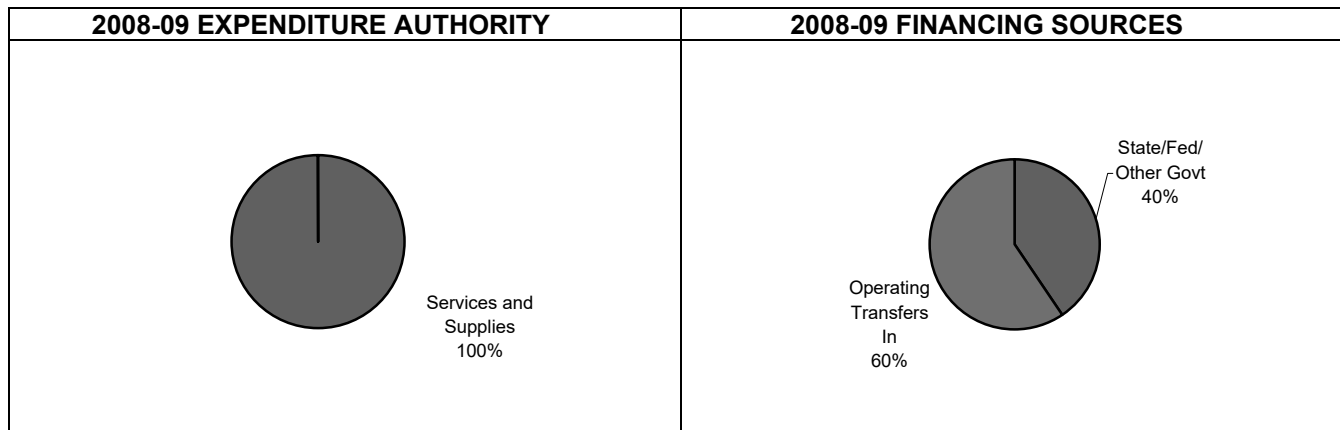 2008-09 EXPENDITURE AUTHORITY
2008-09 FINANCING SOURCES
Services and
Supplies
100%
State/Fed/
Other Govt
40%
Operating
Transfers
In
60%